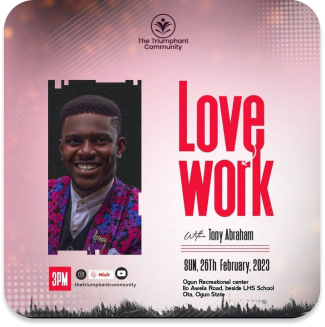 The Triumphant
Community
Love
work
With Tony Abraham
SUN, 26Th February, 2023
Ogun Recreational center
Ilo Awela Road, beside LHS School
Ota, Ogun State
3PM
Mixlr
thetriumphantcommunity